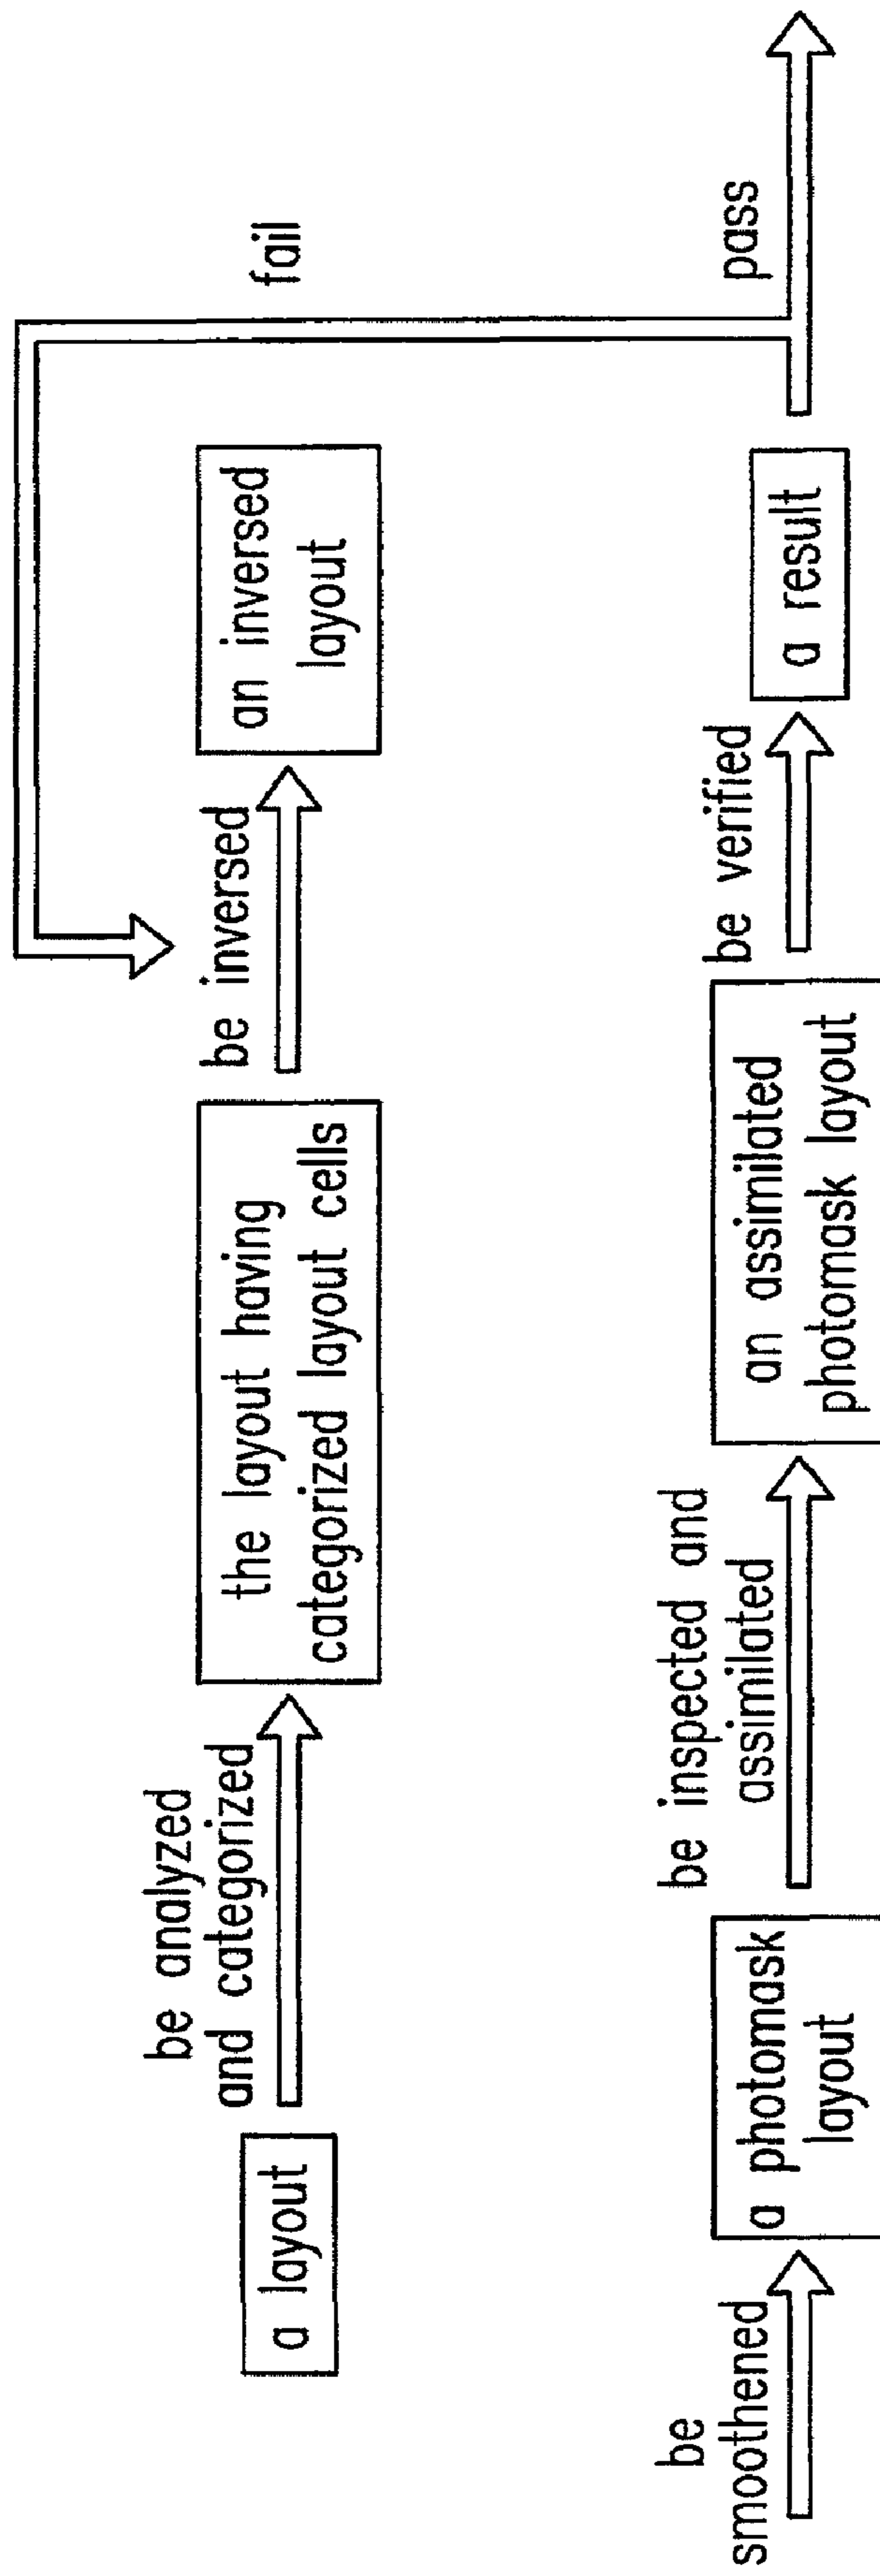 a layout
be analyzed
and categorized
the layout having
categorized layout cells
be inversed
an inversed
layout
fail
be
smoothened
a photomask
layout
be inspected and
assimilated
an assimilated
photomask layout
be verified
a result
pass